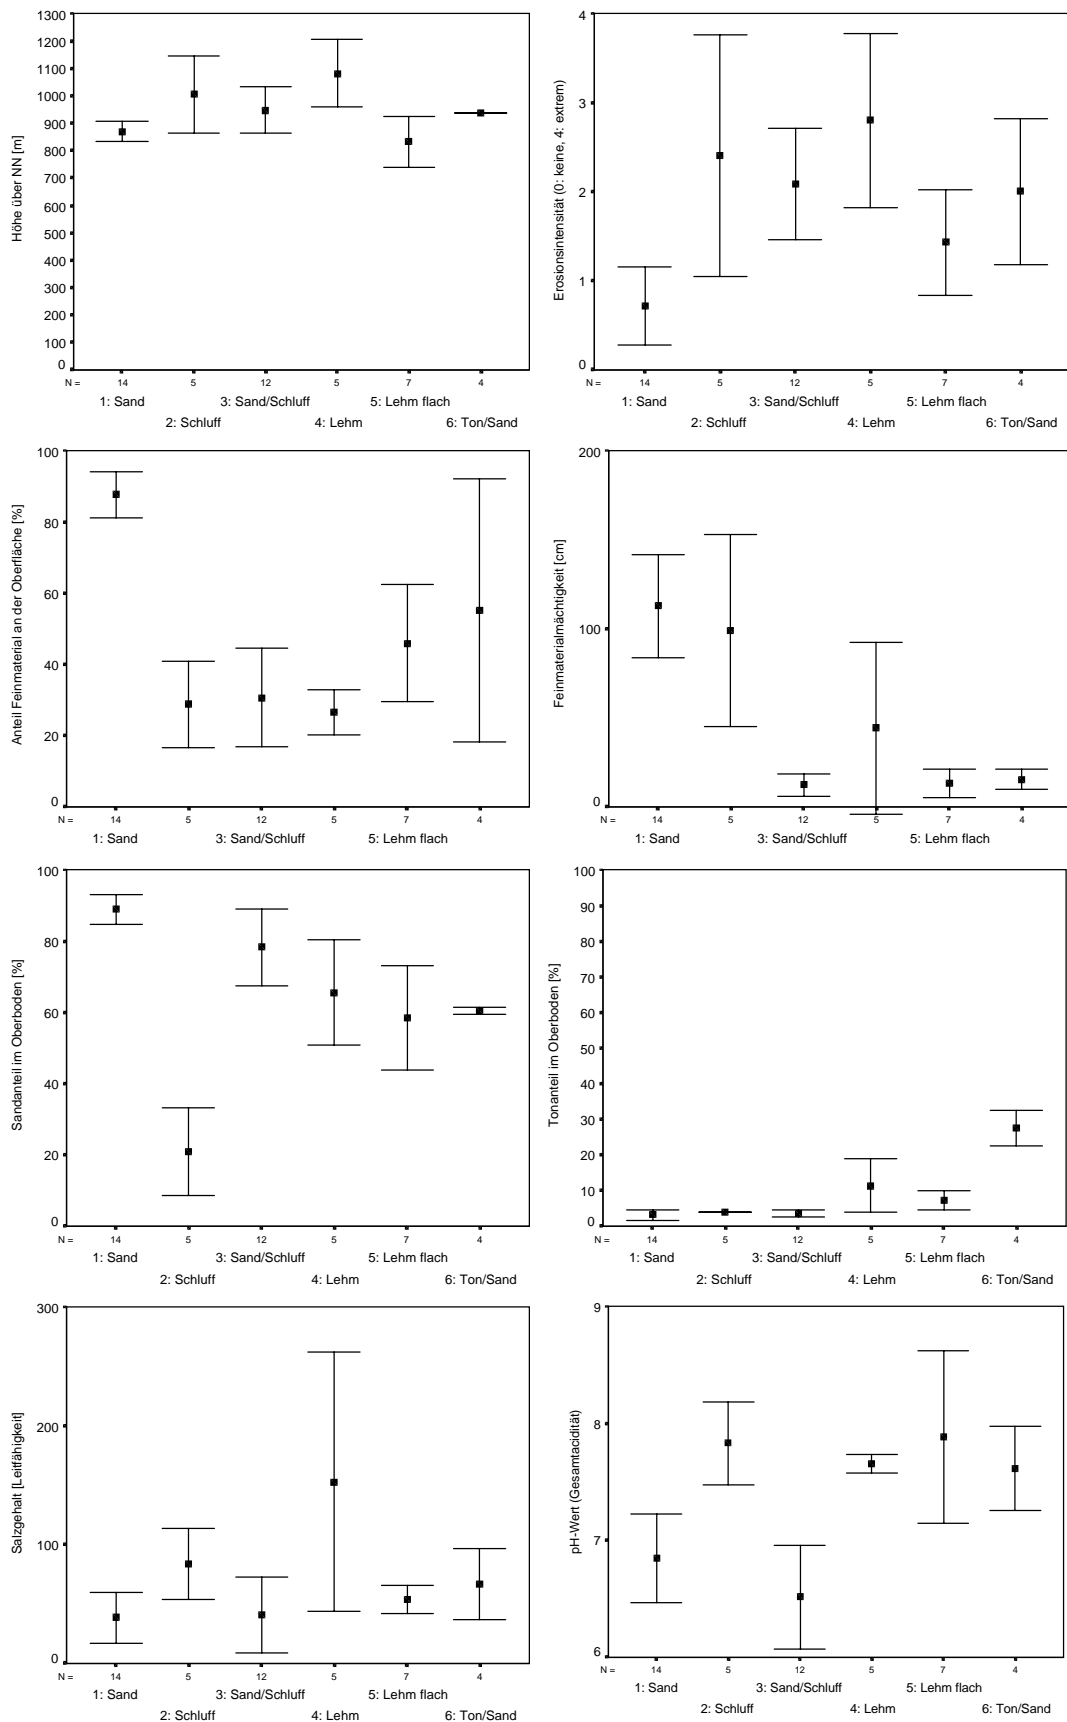 1300
1200
1100
1000
900
800
700
600
500
400
300
200
100
0
Höhe über NN [m]
N = 14 5 12 5 7 4
1: Sand 3: Sand/Schluff 5: Lehm flach
2: Schluff 4: Lehm 6: Ton/Sand
4
3
2
1
0
Erosionsintensität (0: keine, 4: extrem)
N = 14 5 12 5 7 4
1: Sand 3: Sand/Schluff 5: Lehm flach
2: Schluff 4: Lehm 6: Ton/Sand
100
80
60
40
20
0
Anteil Feinmaterial an der Oberfläche [%]
N = 14 5 12 5 7 4
1: Sand 3: Sand/Schluff 5: Lehm flach
200
100
0
Feinmaterialmächtigkeit [cm]
N = 14 5 12 5 7 4
1: Sand 3: Sand/Schluff 5: Lehm flach
100
80
60
40
20
0
Sandanteil im Oberboden [%]
N = 14 5 12 5 7 4
1: Sand 3: Sand/Schluff 5: Lehm flach
2: Schluff 4: Lehm 6: Ton/Sand
100
90
80
70
60
50
40
30
20
10
0
Tonanteil im Oberboden [%]
N = 14 5 12 5 7 4
1: Sand 3: Sand/Schluff 5: Lehm flach
2: Schluff 4: Lehm 6: Ton/Sand
300
200
100
0
Salzgehalt [Leitfähigkeit]
N = 14 5 12 5 7 4
1: Sand 3: Sand/Schluff 5: Lehm flach
2: Schluff 4: Lehm 6: Ton/Sand
9
8
7
6
pH-Wert (Gesamtacidität)
N = 14 5 12 5 7 4
1: Sand 3: Sand/Schluff 5: Lehm flach
2: Schluff 4: Lehm 6: Ton/Sand